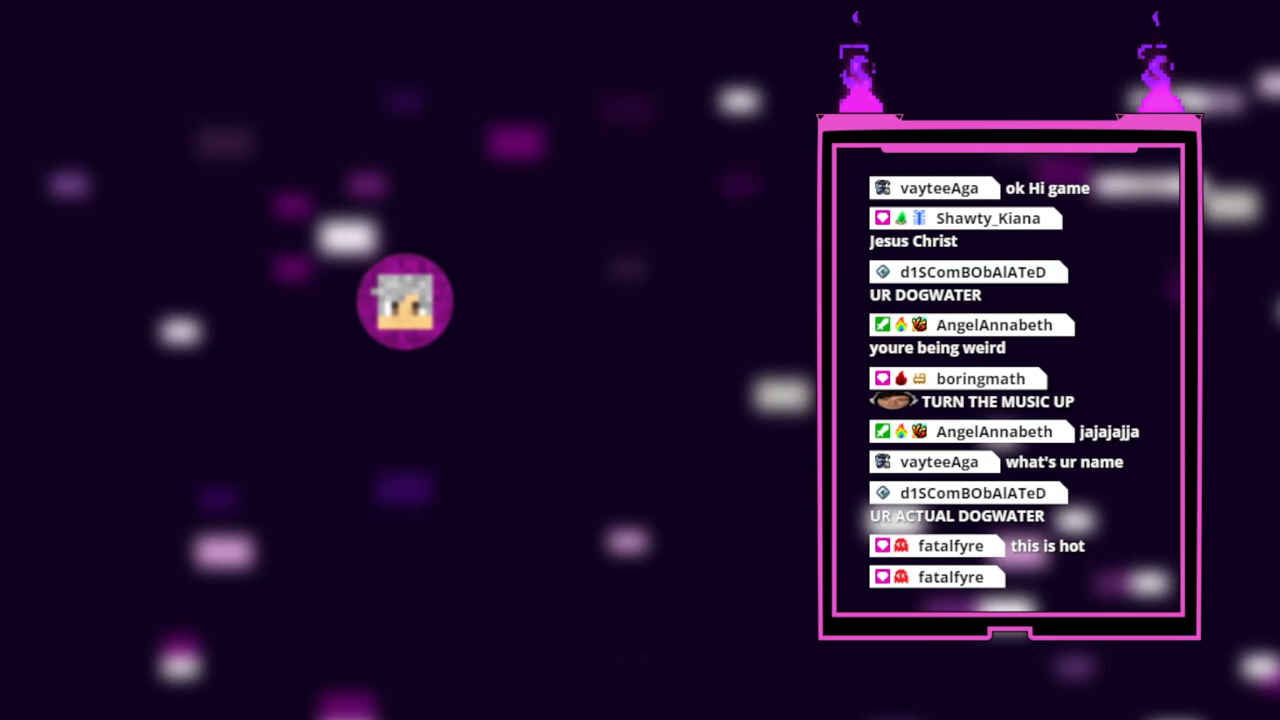 vayteeAga ok Hi game
Shawty_Kiana
Jesus Christ
d1SComBObAlATeD
UR DOGWATER
AngelAnnabeth
youre being weird
boringmath
TURN THE MUSIC UP
AngelAnnabeth jajajajja
vayteeAga what's ur name
d1SComBObAlATeD
UR ACTUAL DOGWATER
fatalfyre this is hot
fatalfyre